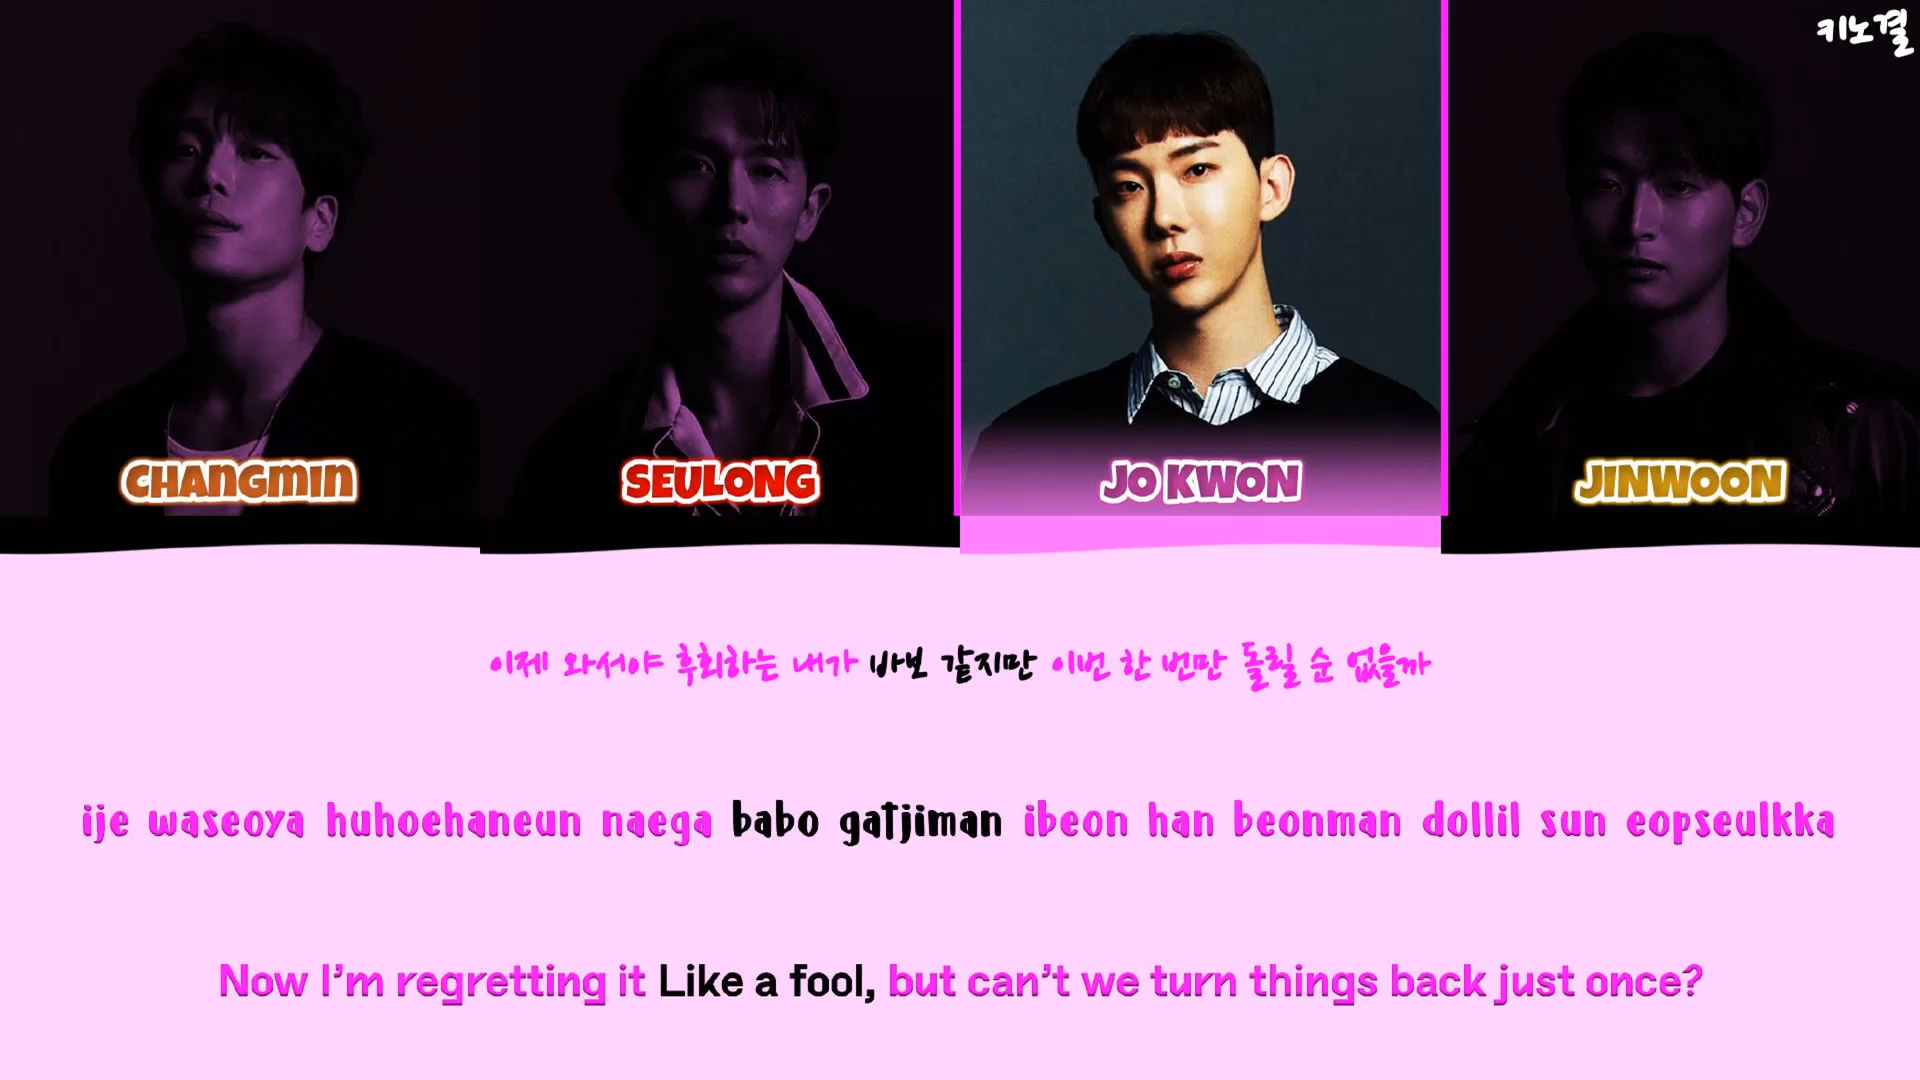 키노결
CHANGMIN
SEULONG
JO KWON
JINWOON
이제 와서야 후회하는 내가 바보 같지만 이번 한 번만 돌릴 순 없을까
ije waseoya huhoehaneun naega babo gatjiman ibeon han beonman dollil sun eopseulkka
Now I'm regretting it Like a fool, but can't we turn things back just once?